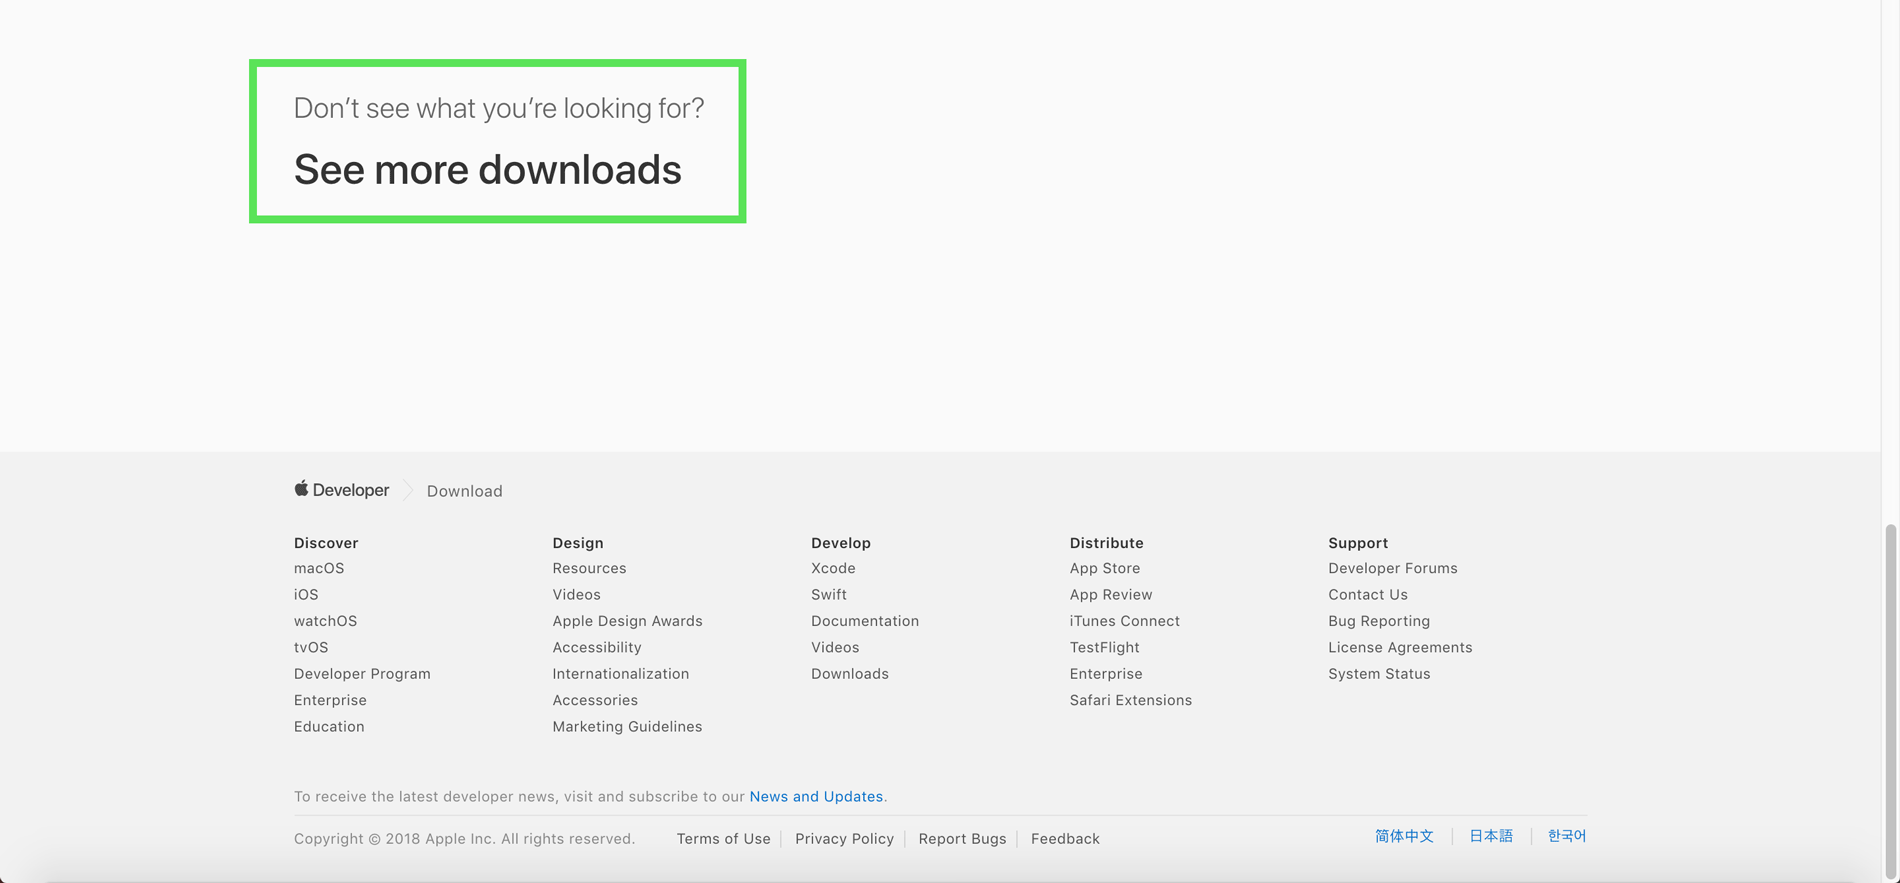 Don’t see what you’re looking for?
See more downloads
Developer Download
Discover
macOS
iOS
watchOS
tvOS
Developer Program
Enterprise
Education
Design
Resources
Videos
Apple Design Awards
Accessibility
Internationalization
Accessories
Marketing Guidelines
Develop
Xcode
Swift
Documentation
Videos
Downloads
Distribute
App Store
App Review
iTunes Connect
TestFlight
Enterprise
Safari Extensions
Support
Developer Forums
Contact Us
Bug Reporting
License Agreements
System Status
To receive the latest developer news, visit and subscribe to our News and Updates.
Copyright © 2018 Apple Inc. All rights reserved. Terms of Use Privacy Policy Report Bugs Feedback 简体中文 日本語 한국어